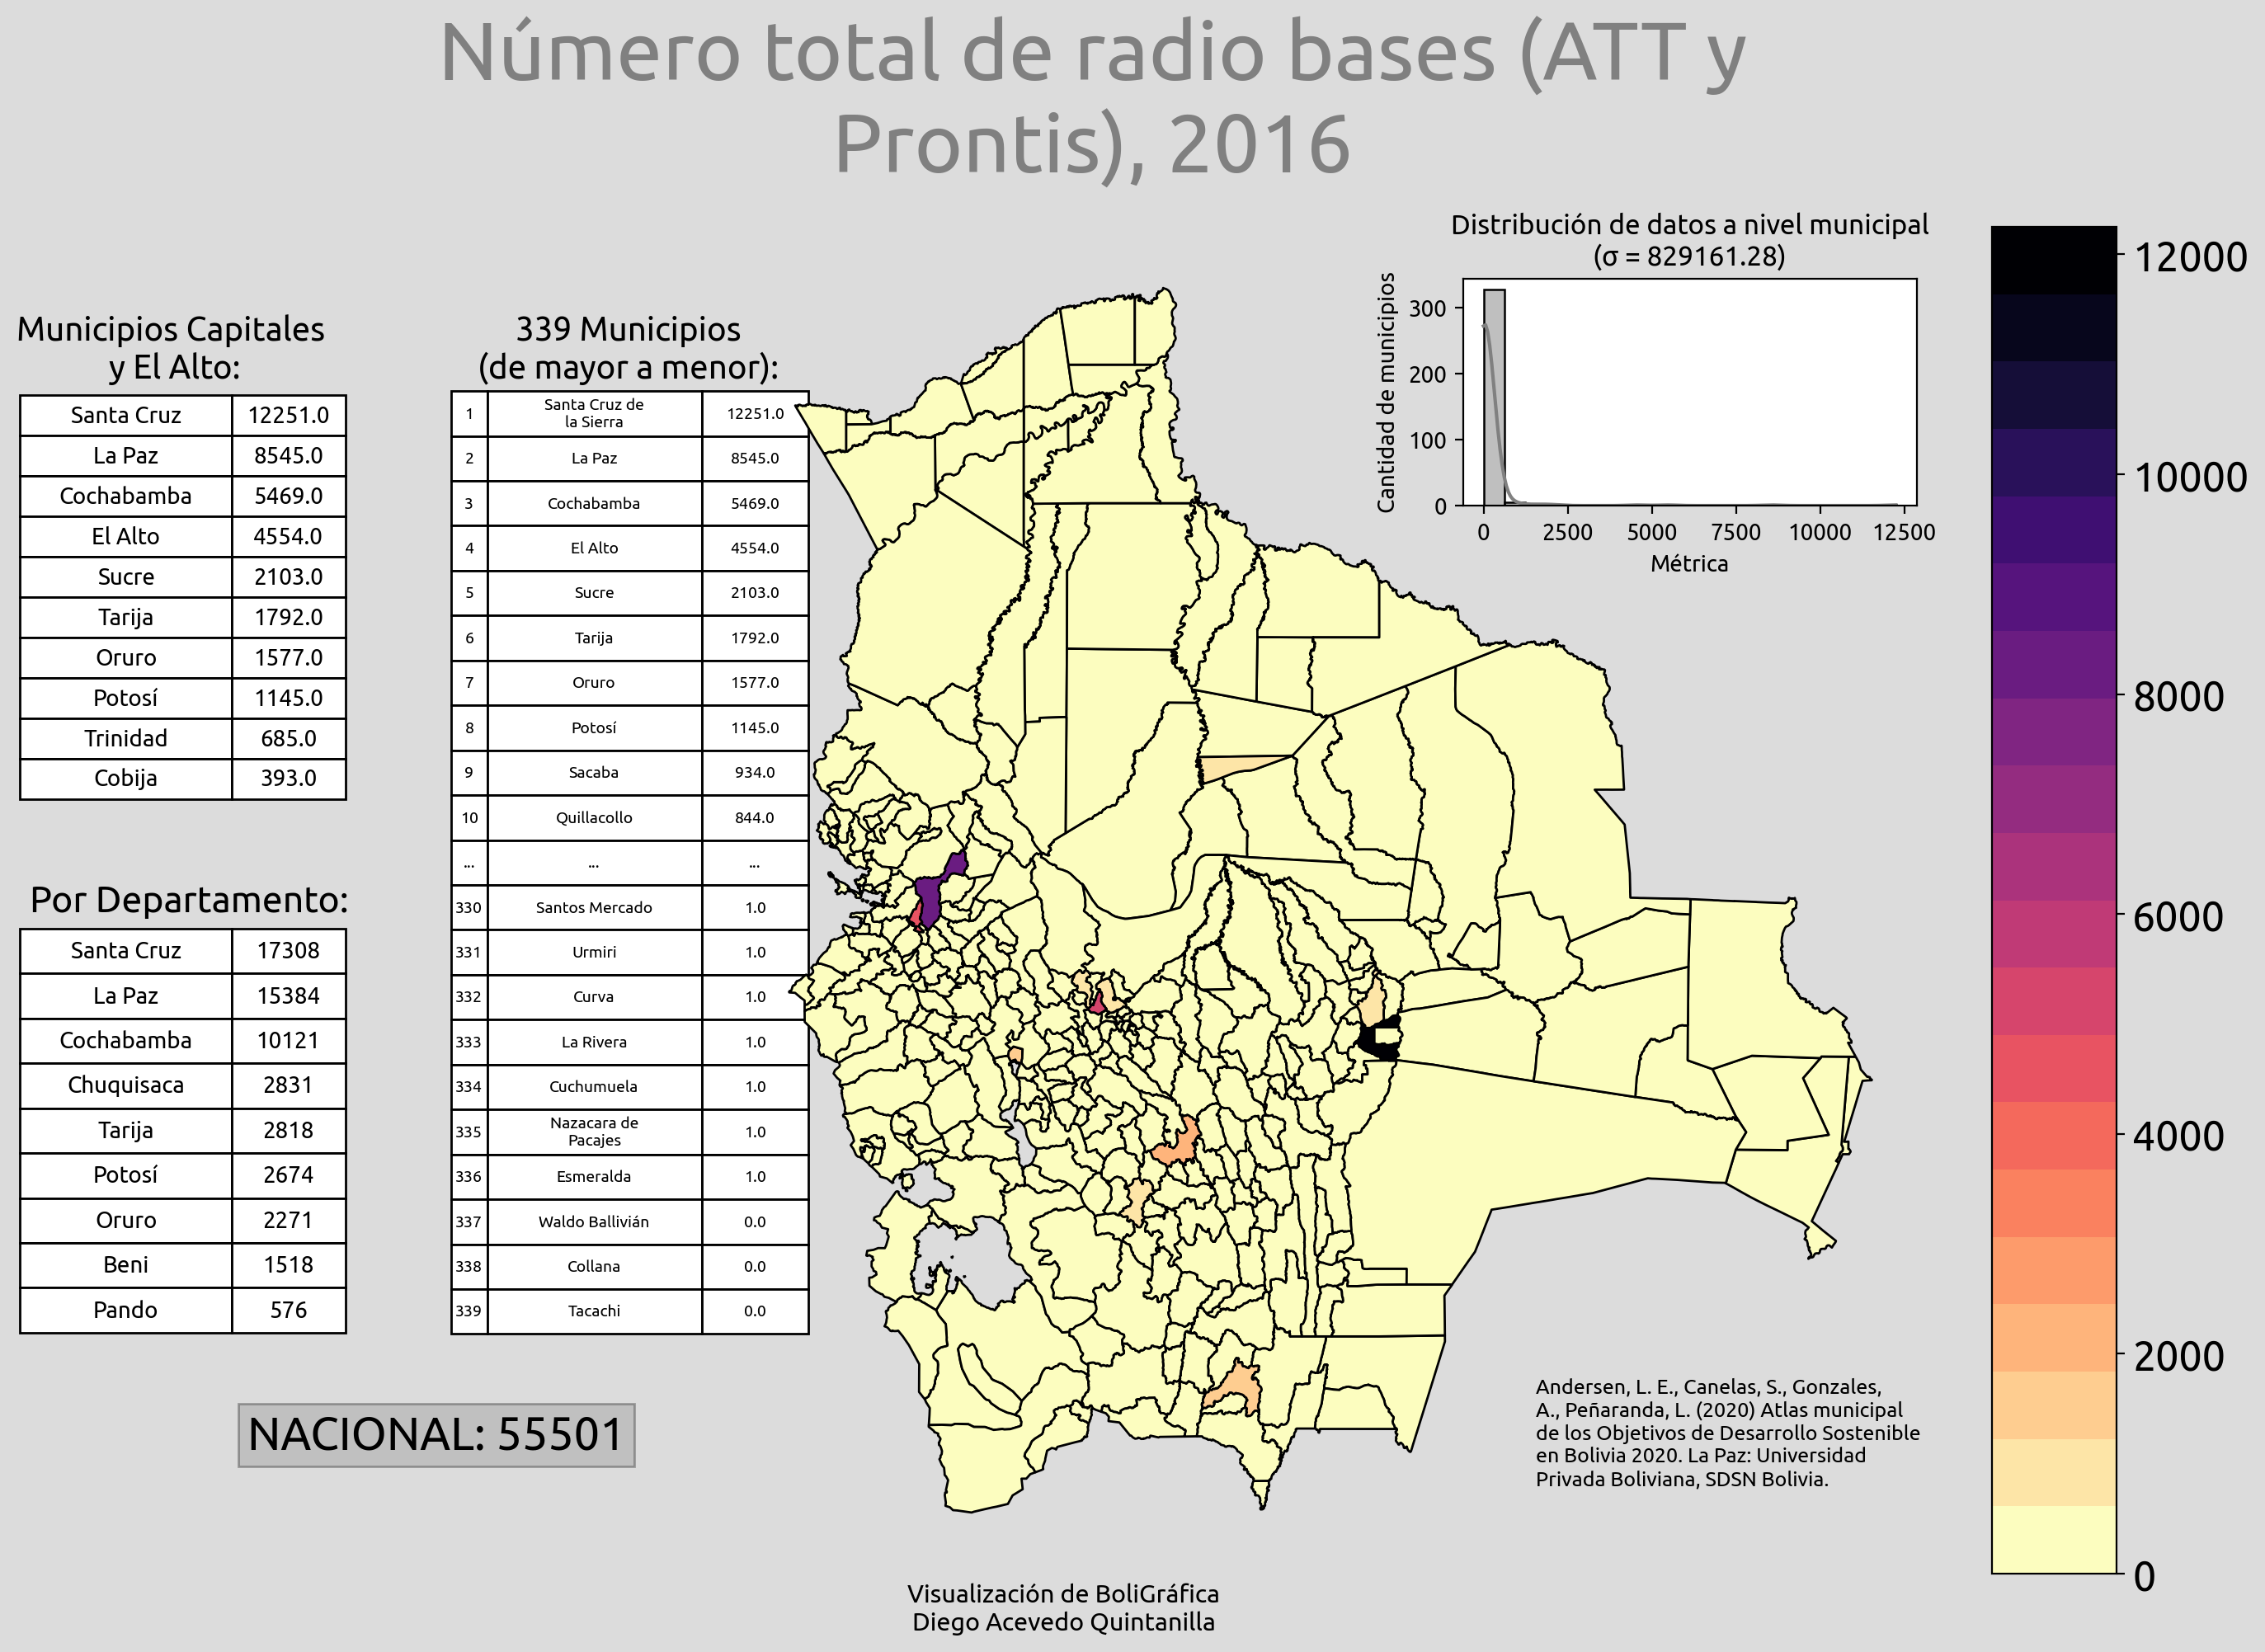 Número total de radio bases (ATT y
Prontis), 2016
Municipios Capitales
y El Alto:
Santa Cruz 12251.0
La Paz 8545.0
Cochabamba 5469.0
El Alto 4554.0
Sucre 2103.0
Tarija 1792.0
Oruro 1577.0
Potosí 1145.0
Trinidad 685.0
Cobija 393.0
Por Departamento:
Santa Cruz 17308
La Paz 15384
Cochabamba 10121
Chuquisaca 2831
Tarija 2818
Potosí 2674
Oruro 2271
Beni 1518
Pando 576
NACIONAL: 55501
339 Municipios
(de mayor a menor):
1 Santa Cruz de
la Sierra 12251.0
2 La Paz 8545.0
3 Cochabamba 5469.0
4 El Alto 4554.0
5 Sucre 2103.0
6 Tarija 1792.0
7 Oruro 1577.0
8 Potosí 1145.0
9 Sacaba 934.0
10 Quillacollo 844.0
... ... ...
330 Santos Mercado 1.0
331 Urmiri 1.0
332 Curva 1.0
333 La Rivera 1.0
334 Cuchumuela 1.0
335 Nazacara de
Pacajes 1.0
336 Esmeralda 1.0
337 Waldo Ballivián 0.0
338 Collana 0.0
339 Tacachi 0.0
Distribución de datos a nivel municipal
(σ = 829161.28)
Cantidad de municipios
300
200
100
0
0 2500 5000 7500 10000 12500
Métrica
12000
10000
8000
6000
4000
2000
0
Andersen, L. E., Canelas, S., Gonzales,
A., Peñaranda, L. (2020) Atlas municipal
de los Objetivos de Desarrollo Sostenible
en Bolivia 2020. La Paz: Universidad
Privada Boliviana, SDSN Bolivia.
Visualización de BoliGráfica
Diego Acevedo Quintanilla